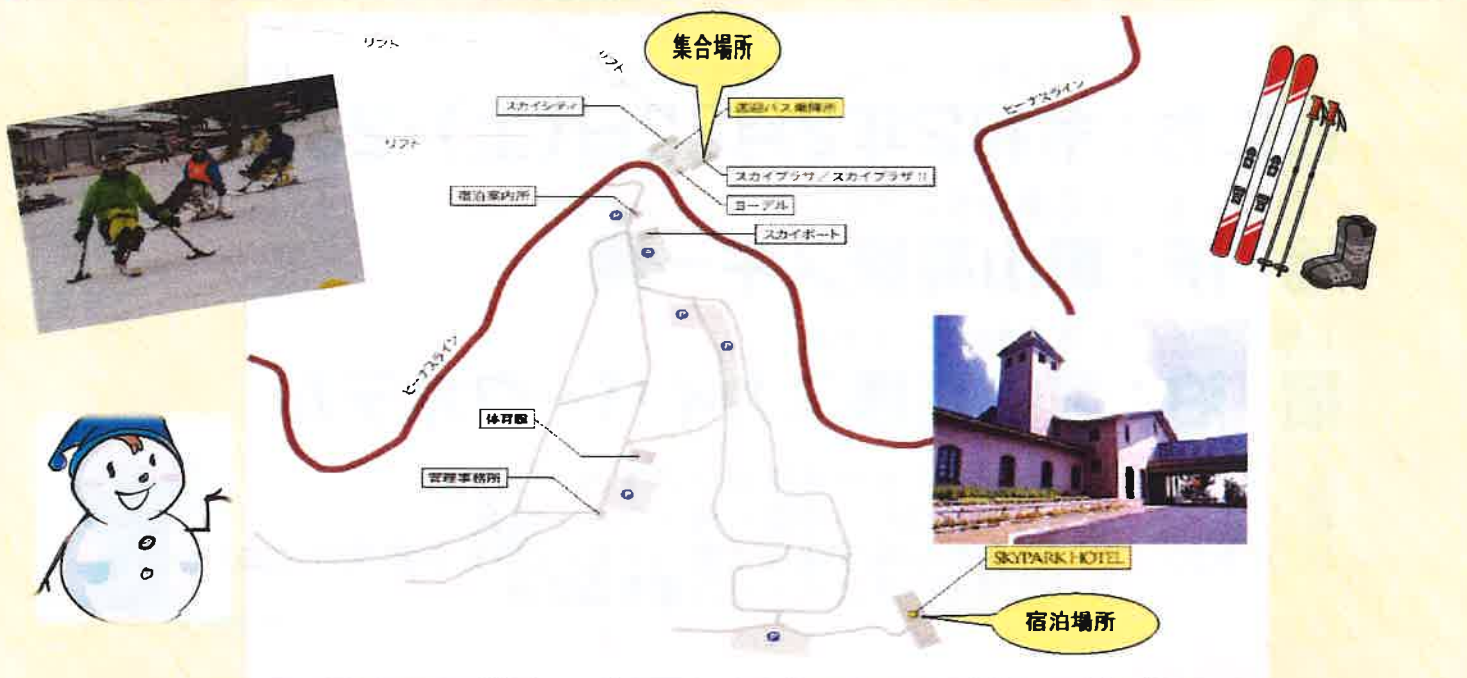 リフト
リフト
集合場所
スカイシティ
送迎バス乗降所
ビーナスライン
リフト
スカイプラザ／スカイプラザII
宿泊案内所
ヨーデル
スカイポート
P
P
P
P
ビーナスライン
体育館
管理事務所
P
SKYPARK HOTEL
宿泊場所
P